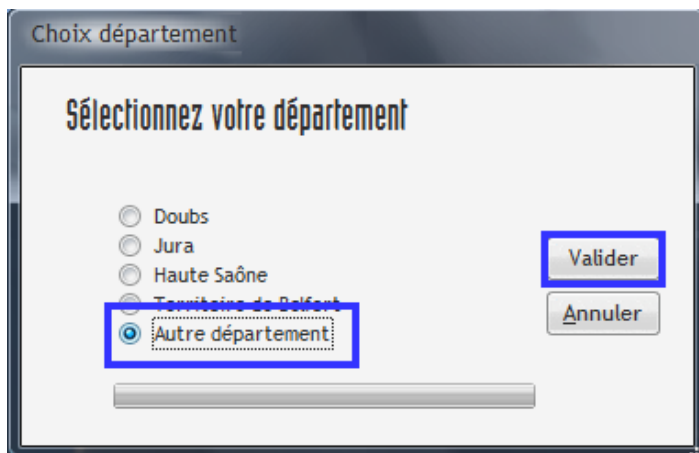 Choix département
Sélectionnez votre département
Doubs
Jura
Haute Saône
Territoire de Belfort
Autre département
Valider
Annuler